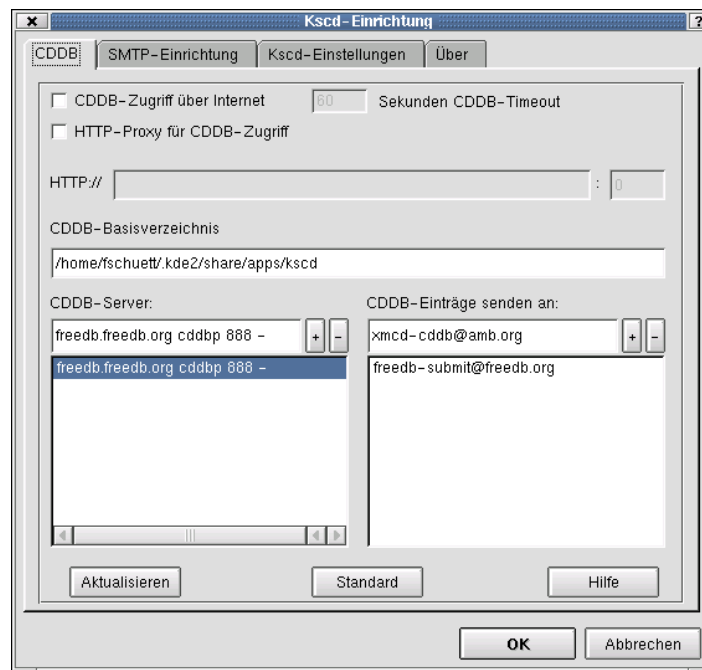 Kscd-Einrichtung
?
CDDB
SMTP-Einrichtung
Kscd-Einstellungen
Über
CDDB-Zugriff über Internet
60
Sekunden CDDB-Timeout
HTTP-Proxy für CDDB-Zugriff
HTTP://
:
0
CDDB-Basisverzeichnis
/home/fschuett/.kde2/share/apps/kscd
CDDB-Server:
freedb.freedb.org cddbp 888 -
+
-
freedb.freedb.org cddbp 888 -
CDDB-Einträge senden an:
xmcd-cddb@amb.org
+
-
freedb-submit@freedb.org
Aktualisieren
Standard
Hilfe
OK
Abbrechen